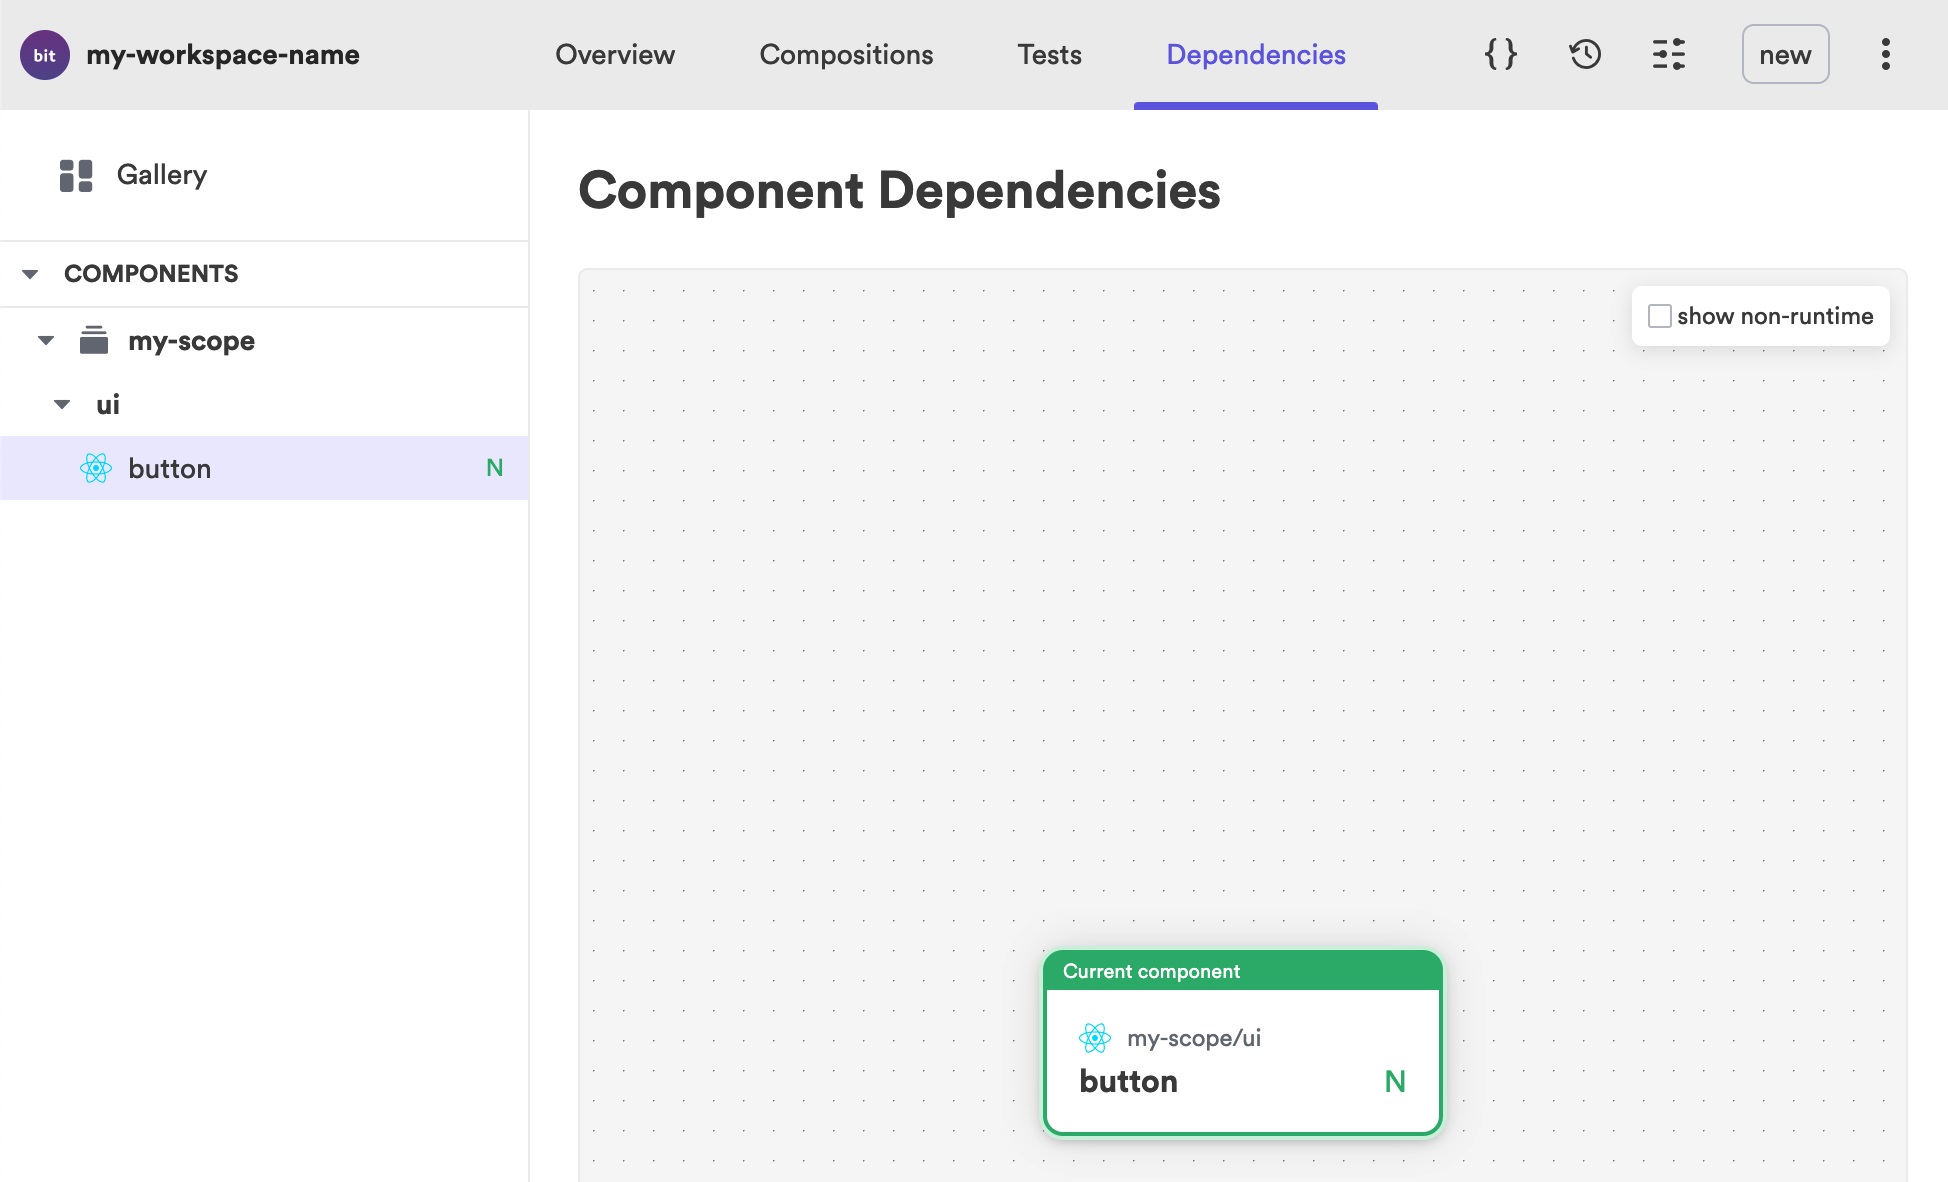 bit my-workspace-name Overview Compositions Tests Dependencies {} new
Gallery
Component Dependencies
COMPONENTS
show non-runtime
my-scope
ui
button N
Current component
my-scope/ui
button N